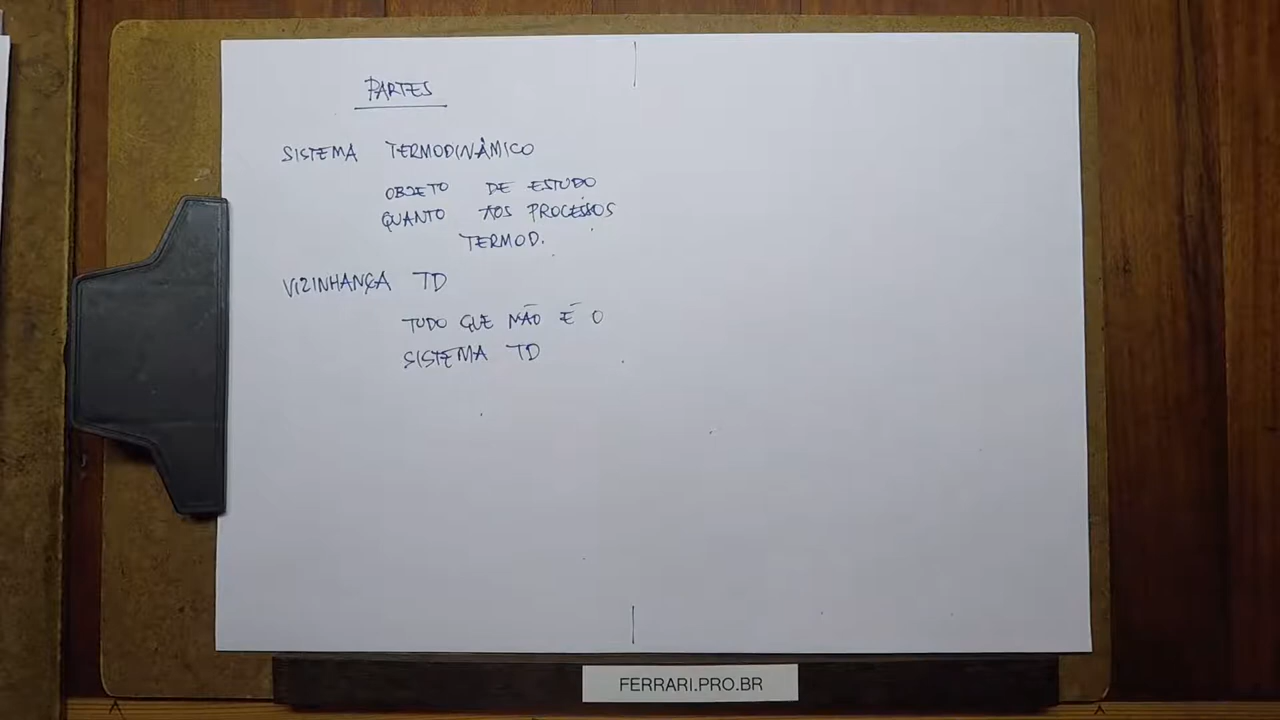 PARTES
SISTEMA TERMODINÂMICO
OBJETO DE ESTUDO
QUANTO AOS PROCESSOS
TERMOD.
VIZINHANÇA TD
TUDO QUE NÃO É O
SISTEMA TD
FERRARI.PRO.BR